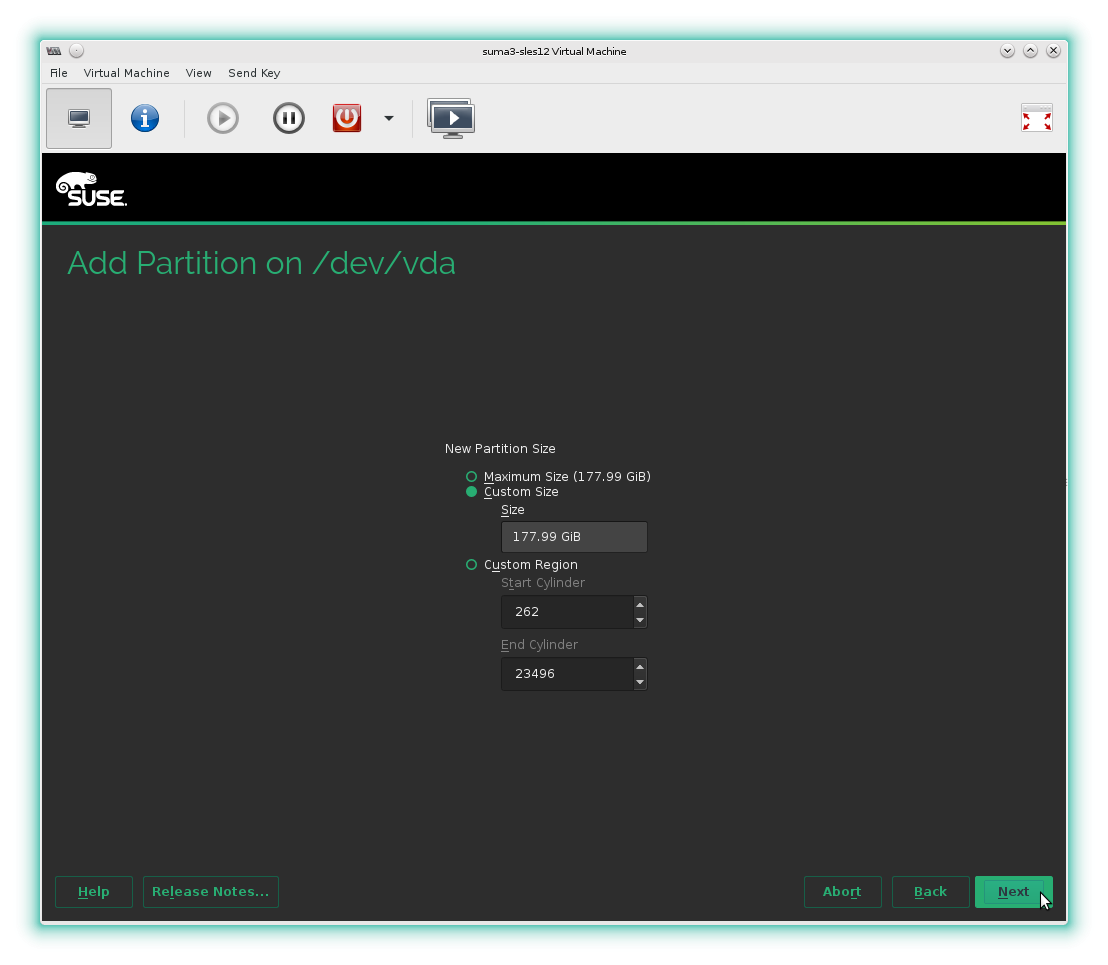 suma3-sles12 Virtual Machine
File Virtual Machine View Send Key
SUSE.
Add Partition on /dev/vda
New Partition Size
Maximum Size (177.99 GiB)
Custom Size
Size
177.99 GiB
Custom Region
Start Cylinder
262
End Cylinder
23496
Help Release Notes... Abort Back Next